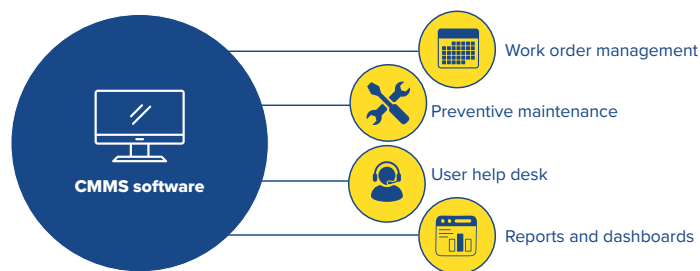 Work order management
Preventive maintenance
CMMS software
User help desk
Reports and dashboards